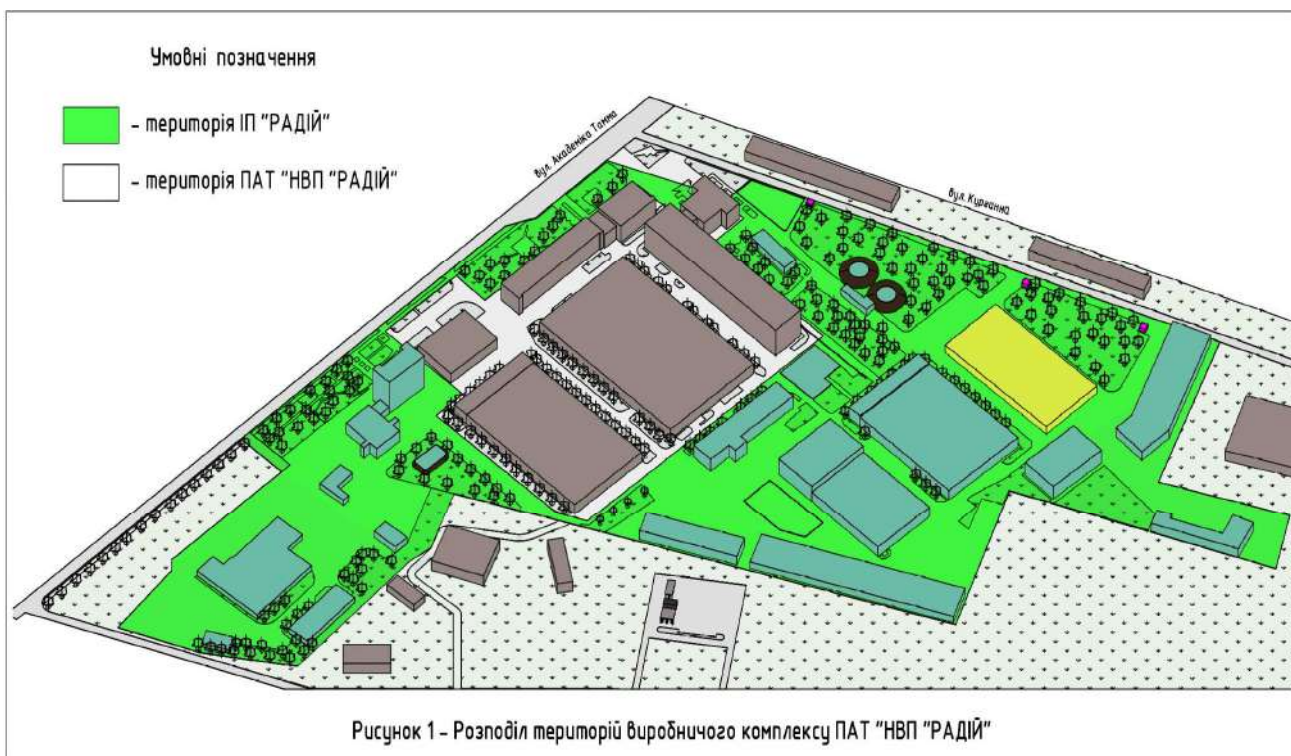 Умовні позначення
- територія ІП "РАДІЙ"
- територія ПАТ "НВП "РАДІЙ"
вул. Академіка Тамма
вул. Курганна
Рисунок 1 - Розподіл територій виробничого комплексу ПАТ "НВП "РАДІЙ"